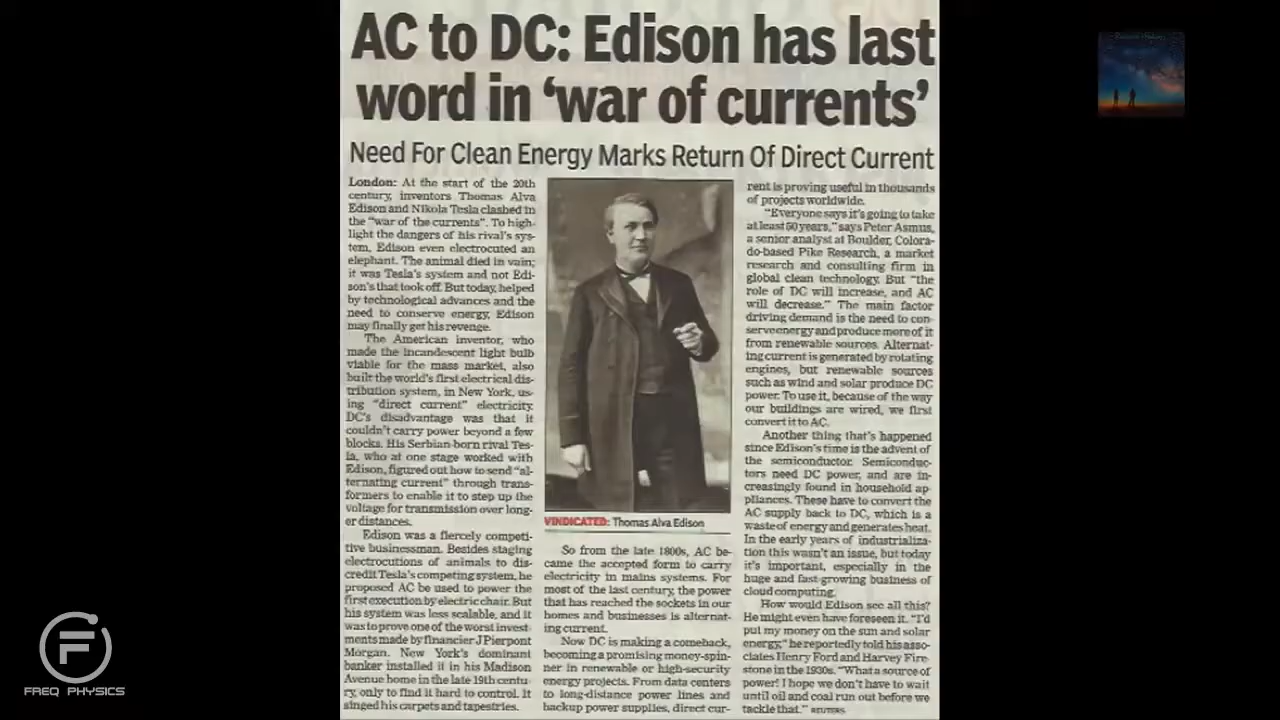 AC to DC: Edison has last
word in ‘war of currents’
Need For Clean Energy Marks Return Of Direct Current
London: At the start of the 20th
century, inventors Thomas Alva
Edison and Nikola Tesla clashed in
the “war of the currents”. To high-
light the dangers of his rival’s sys-
tem, Edison even electrocuted an
elephant. The animal died in vain;
it was Tesla’s system and not Edi-
son’s that took off. But today, helped
by technological advances and the
need to conserve energy, Edison
may finally get his revenge.
The American inventor, who
made the incandescent light bulb
viable for the mass market, also
built the world’s first electrical dis-
tribution system, in New York, us-
ing “direct current” electricity.
DC’s disadvantage was that it
couldn’t carry power beyond a few
blocks. His Serbian-born rival Tes-
la, who at one stage worked with
Edison, figured out how to send “al-
ternating current” through trans-
formers to enable it to step up the
voltage for transmission over long-
er distances.
Edison was a fiercely competi-
tive businessman. Besides staging
electrocutions of animals to dis-
credit Tesla’s competing system, he
proposed AC be used to power the
first execution by electric chair. But
his system was less scalable, and it
was to prove one of the worst invest-
ments made by financier J Pierpont
Morgan. New York’s dominant
banker installed it in his Madison
Avenue home in the late 19th centu-
ry, only to find it hard to control. It
singed his carpets and tapestries.
VINDICATED: Thomas Alva Edison
So from the late 1800s, AC be-
came the accepted form to carry
electricity in mains systems. For
most of the last century, the power
that has reached the sockets in our
homes and businesses is alternat-
ing current.
Now DC is making a comeback,
becoming a promising money-spin-
ner in renewable or high-security
energy projects. From data centers
to long-distance power lines and
backup power supplies, direct cur-
rent is proving useful in thousands
of projects worldwide.
“Everyone says it’s going to take
at least 50 years,” says Peter Asmus,
a senior analyst at Boulder, Colora-
do-based Pike Research, a market
research and consulting firm in
global clean technology. But “the
role of DC will increase, and AC
will decrease.” The main factor
driving demand is the need to con-
serve energy and produce more of it
from renewable sources. Alternat-
ing current is generated by rotating
engines, but renewable sources
such as wind and solar produce DC
power. To use it, because of the way
our buildings are wired, we first
convert it to AC.
Another thing that’s happened
since Edison’s time is the advent of
the semiconductor. Semiconduc-
tors need DC power, and are in-
creasingly found in household ap-
pliances. These have to convert the
AC supply back to DC, which is a
waste of energy and generates heat.
In the early years of industrializa-
tion this wasn’t an issue, but today
it’s important, especially in the
huge and fast-growing business of
cloud computing.
How would Edison see all this?
He might even have foreseen it. “I’d
put my money on the sun and solar
energy,” he reportedly told his asso-
ciates Henry Ford and Harvey Fire-
stone in the 1930s. “What a source of
power! I hope we don’t have to wait
until oil and coal run out before we
tackle that.” REUTERS
FREQ PHYSICS